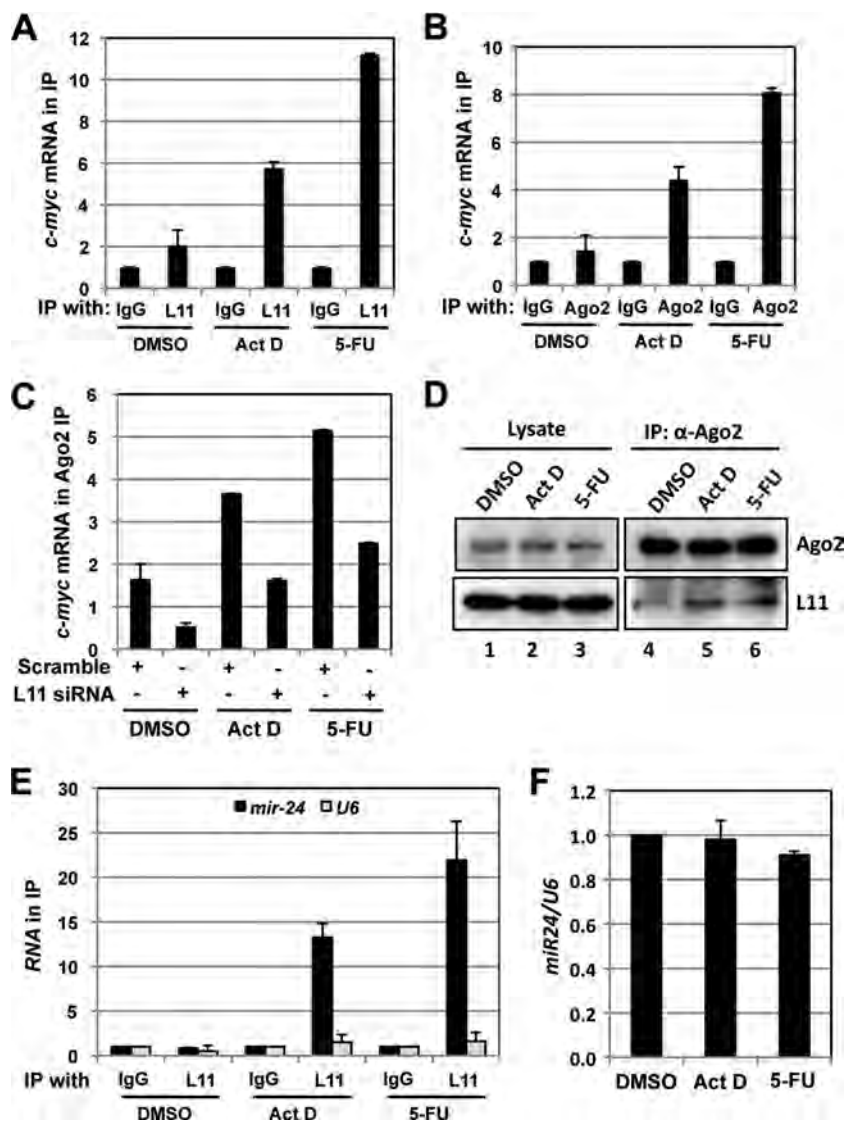 A
c-myc mRNA in IP
12
10
8
6
4
2
0
IP with: IgG L11 IgG L11 IgG L11
DMSO Act D 5-FU
B
c-myc mRNA in IP
10
8
6
4
2
0
IP with: IgG Ago2 IgG Ago2 IgG Ago2
DMSO Act D 5-FU
C
c-myc mRNA in Ago2 IP
6
5
4
3
2
1
0
Scramble + - + - + -
L11 siRNA - + - + - +
DMSO Act D 5-FU
D
Lysate IP: α-Ago2
DMSO Act D 5-FU DMSO Act D 5-FU
Ago2
L11
1 2 3 4 5 6
E
RNA in IP
30
25
20
15
10
5
0
mir-24 U6
IP with IgG L11 IgG L11 IgG L11
DMSO Act D 5-FU
F
miR24/U6
1.2
1.0
0.8
0.6
0.4
0.2
0.0
DMSO Act D 5-FU